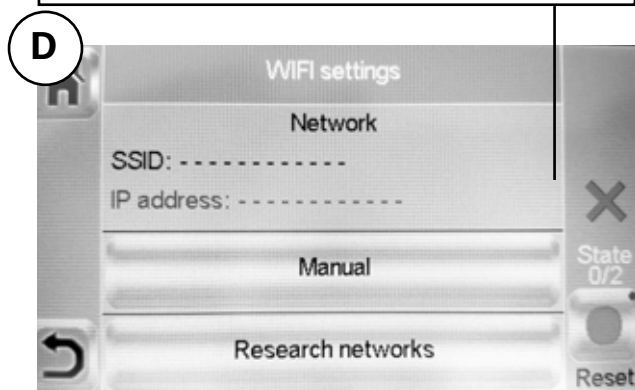 D
WIFI settings
Network
SSID: - - - - - - - - - - - -
IP address: - - - - - - - - - - - -
Manual
State
0/2
Research networks
Reset